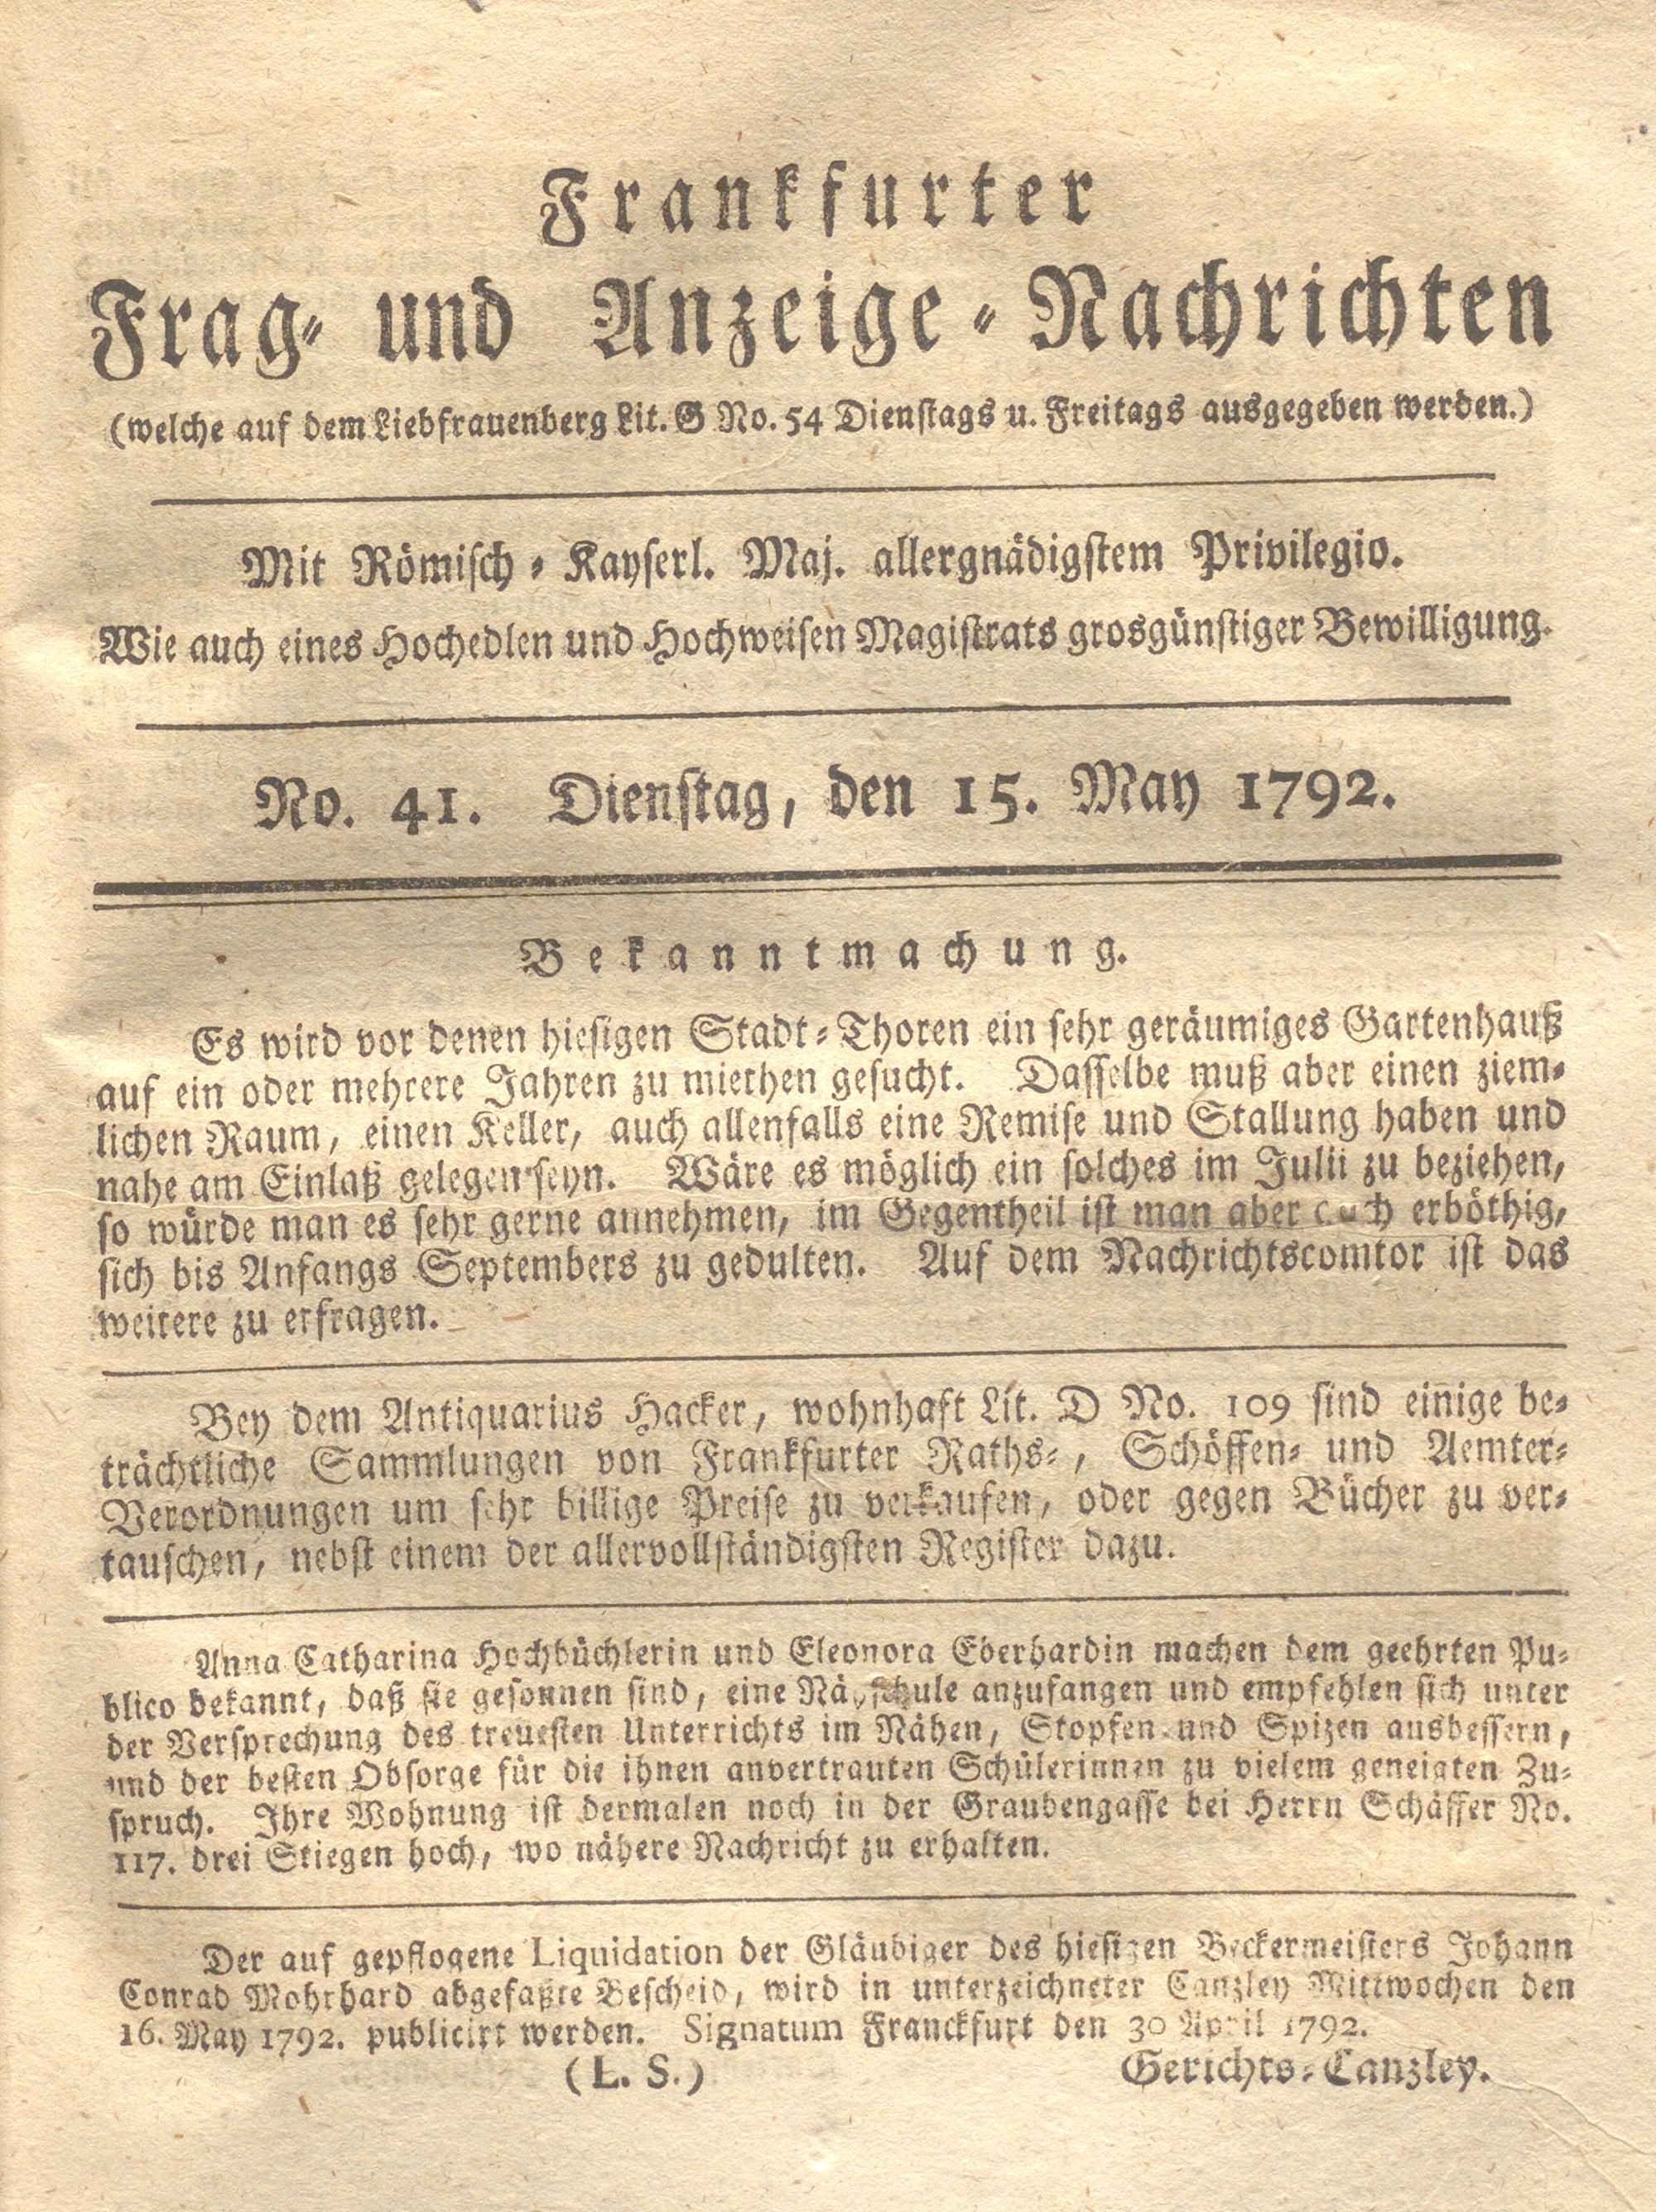 Frankfurter
Frag- und Anzeige-Nachrichten
(welche auf dem Liebfrauenberg Lit. G No. 54 Dienstags u. Freitags ausgegeben werden.)
Mit Römisch-Kayserl. Maj. allergnädigstem Privilegio.
Wie auch eines Hochedlen und Hochweisen Magistrats grosgünstiger Bewilligung.
No. 41. Dienstag, den 15. May 1792.
Bekanntmachung.
Es wird vor denen hiesigen Stadt-Thoren ein sehr geräumiges Gartenhauß
auf ein oder mehrere Jahren zu miethen gesucht. Dasselbe muß aber einen ziem-
lichen Raum, einen Keller, auch allenfalls eine Remise und Stallung haben und
nahe am Einlaß gelegen seyn. Wäre es möglich ein solches im Julii zu beziehen,
so würde man es sehr gerne annehmen, im Gegentheil ist man aber auch erböthig,
sich bis Anfangs Septembers zu gedulten. Auf dem Nachrichtscomtor ist das
weitere zu erfragen.
Bey dem Antiquarius Hacker, wohnhaft Lit. D No. 109 sind einige be-
trächtliche Sammlungen von Frankfurter Raths-, Schöffen- und Aemter-
Verordnungen um sehr billige Preise zu verkaufen, oder gegen Bücher zu ver-
tauschen, nebst einem der allervollständigsten Register dazu.
Anna Catharina Hochbüchlerin und Eleonora Eberhardin machen dem geehrten Pu-
blico bekannt, daß sie gesonnen sind, eine Nähschule anzufangen und empfehlen sich unter
der Versprechung des treuesten Unterrichts im Nähen, Stopfen und Spizen ausbessern,
und der besten Obsorge für die ihnen anvertrauten Schülerinnen zu vielem geneigten Zu-
spruch. Ihre Wohnung ist dermalen noch in der Graubengasse bei Herrn Schäffer No.
117. drei Stiegen hoch, wo nähere Nachricht zu erhalten.
Der auf gepflogene Liquidation der Gläubiger des hiesigen Beckermeisters Johann
Conrad Mohrhard abgefaßte Bescheid, wird in unterzeichneter Canzley Mittwochen den
16. May 1792. publicirt werden. Signatum Franckfurt den 30 April 1792.
(L. S.) Gerichts-Canzley.